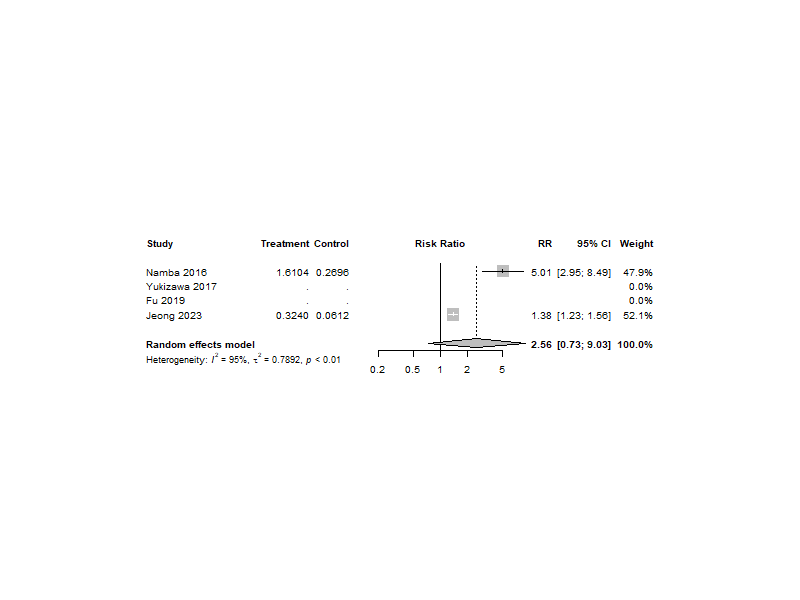 Study Treatment Control Risk Ratio RR 95% CI Weight
Namba 2016 1.6104 0.2696 5.01 [2.95; 8.49] 47.9%
Yukizawa 2017 . . 0.0%
Fu 2019 . . 0.0%
Jeong 2023 0.3240 0.0612 1.38 [1.23; 1.56] 52.1%
Random effects model 2.56 [0.73; 9.03] 100.0%
Heterogeneity: I² = 95%, τ² = 0.7892, p < 0.01
0.2 0.5 1 2 5